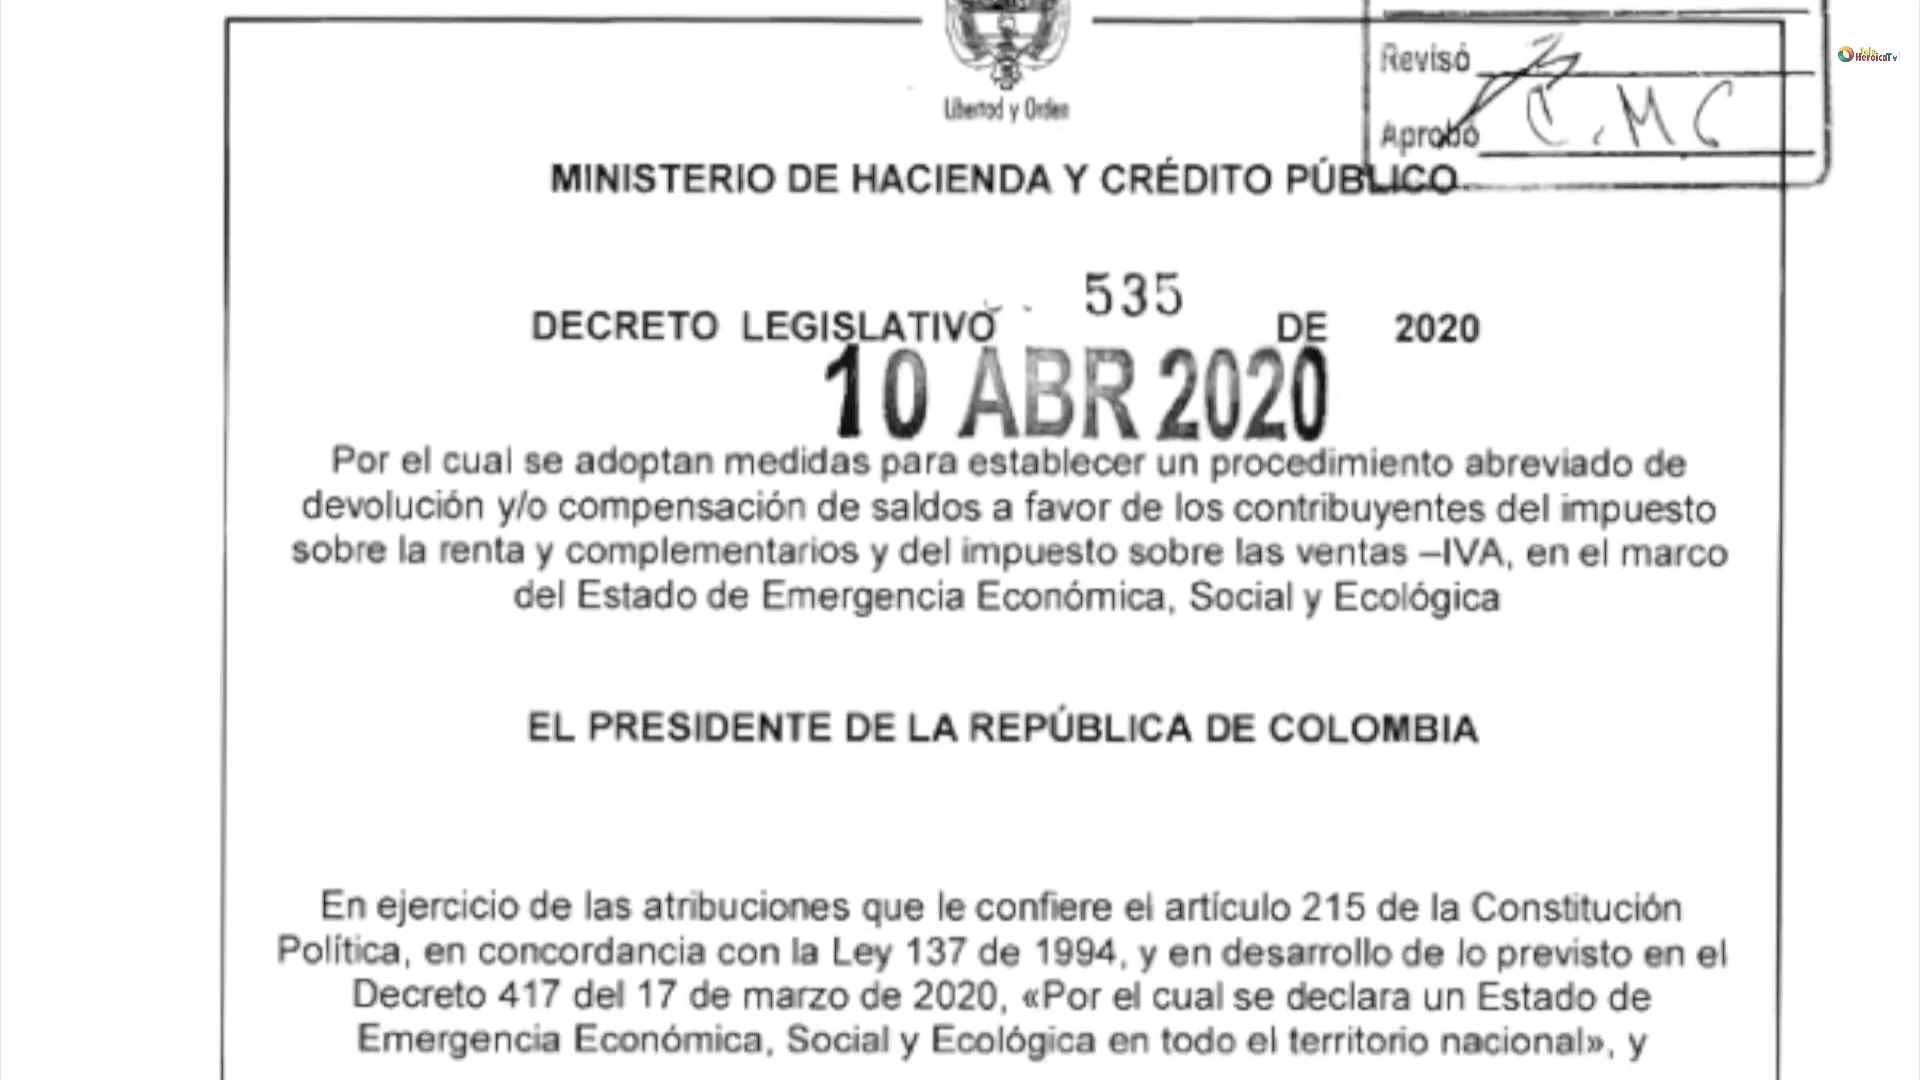 Tele
HeroicaTv
Revisó
Aprobó C.MC
Libertad y Orden
MINISTERIO DE HACIENDA Y CRÉDITO PÚBLICO
DECRETO LEGISLATIVO 535 DE 2020
10 ABR 2020
Por el cual se adoptan medidas para establecer un procedimiento abreviado de
devolución y/o compensación de saldos a favor de los contribuyentes del impuesto
sobre la renta y complementarios y del impuesto sobre las ventas –IVA, en el marco
del Estado de Emergencia Económica, Social y Ecológica
EL PRESIDENTE DE LA REPÚBLICA DE COLOMBIA
En ejercicio de las atribuciones que le confiere el artículo 215 de la Constitución
Política, en concordancia con la Ley 137 de 1994, y en desarrollo de lo previsto en el
Decreto 417 del 17 de marzo de 2020, «Por el cual se declara un Estado de
Emergencia Económica, Social y Ecológica en todo el territorio nacional», y